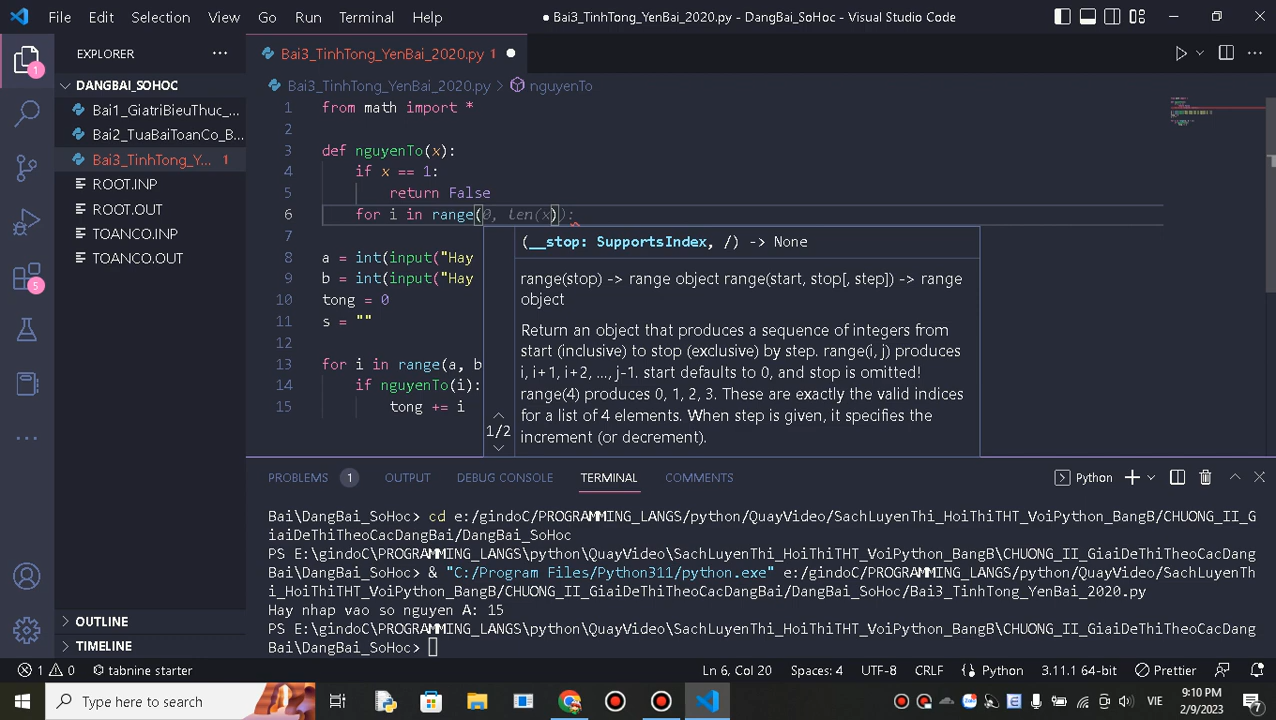 File Edit Selection View Go Run Terminal Help
● Bai3_TinhTong_YenBai_2020.py - DangBai_SoHoc - Visual Studio Code
EXPLORER ···
DANGBAI_SOHOC
Bai1_GiatriBieuThuc_...
Bai2_TuaBaiToanCo_B...
Bai3_TinhTong_Y... 1
ROOT.INP
ROOT.OUT
TOANCO.INP
TOANCO.OUT
OUTLINE
TIMELINE
1
5
Bai3_TinhTong_YenBai_2020.py 1 ●
Bai3_TinhTong_YenBai_2020.py > nguyenTo
1 from math import *
2
3 def nguyenTo(x):
4 if x == 1:
5 return False
6 for i in range(0, len(x)):
7
8 a = int(input("Hay
9 b = int(input("Hay
10 tong = 0
11 s = ""
12
13 for i in range(a, b
14 if nguyenTo(i):
15 tong += i
(__stop: SupportsIndex, /) -> None
range(stop) -> range object range(start, stop[, step]) -> range
object
Return an object that produces a sequence of integers from
start (inclusive) to stop (exclusive) by step. range(i, j) produces
i, i+1, i+2, ..., j-1. start defaults to 0, and stop is omitted!
range(4) produces 0, 1, 2, 3. These are exactly the valid indices
for a list of 4 elements. When step is given, it specifies the
increment (or decrement).
1/2
PROBLEMS 1 OUTPUT DEBUG CONSOLE TERMINAL COMMENTS
Python
Bai\DangBai_SoHoc> cd e:/gindoC/PROGRAMMING_LANGS/python/QuayVideo/SachLuyenThi_HoiThiTHT_VoiPython_BangB/CHUONG_II_G
iaiDeThiTheoCacDangBai/DangBai_SoHoc
PS E:\gindoC\PROGRAMMING_LANGS\python\QuayVideo\SachLuyenThi_HoiThiTHT_VoiPython_BangB\CHUONG_II_GiaiDeThiTheoCacDang
Bai\DangBai_SoHoc> & "C:/Program Files/Python311/python.exe" e:/gindoC/PROGRAMMING_LANGS/python/QuayVideo/SachLuyenTh
i_HoiThiTHT_VoiPython_BangB/CHUONG_II_GiaiDeThiTheoCacDangBai/DangBai_SoHoc/Bai3_TinhTong_YenBai_2020.py
Hay nhap vao so nguyen A: 15
PS E:\gindoC\PROGRAMMING_LANGS\python\QuayVideo\SachLuyenThi_HoiThiTHT_VoiPython_BangB\CHUONG_II_GiaiDeThiTheoCacDang
Bai\DangBai_SoHoc>
1 0 tabnine starter Ln 6, Col 20 Spaces: 4 UTF-8 CRLF Python 3.11.1 64-bit Prettier
Type here to search
VIE
9:10 PM
2/9/2023
7